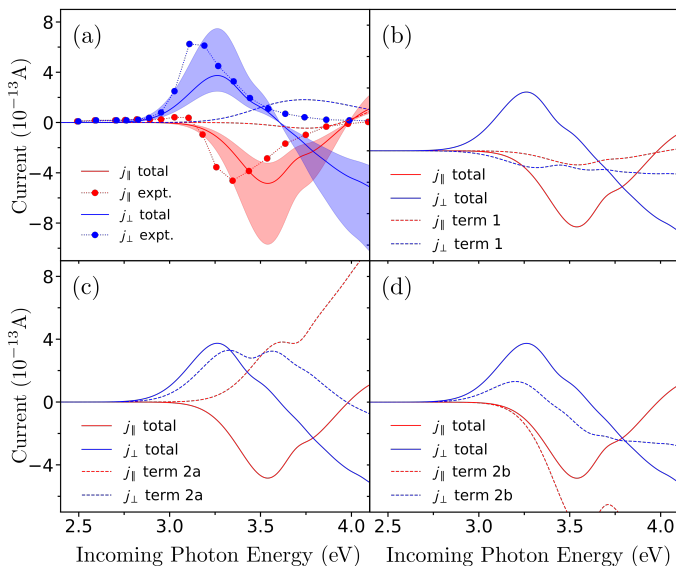 (a)
8
4
0
−4
−8
Current (10⁻¹³A)
j∥ total
j∥ expt.
j⊥ total
j⊥ expt.
(b)
j∥ total
j⊥ total
j∥ term 1
j⊥ term 1
(c)
4
0
−4
Current (10⁻¹³A)
j∥ total
j⊥ total
j∥ term 2a
j⊥ term 2a
2.5 3.0 3.5 4.0
Incoming Photon Energy (eV)
(d)
j∥ total
j⊥ total
j∥ term 2b
j⊥ term 2b
2.5 3.0 3.5 4.0
Incoming Photon Energy (eV)